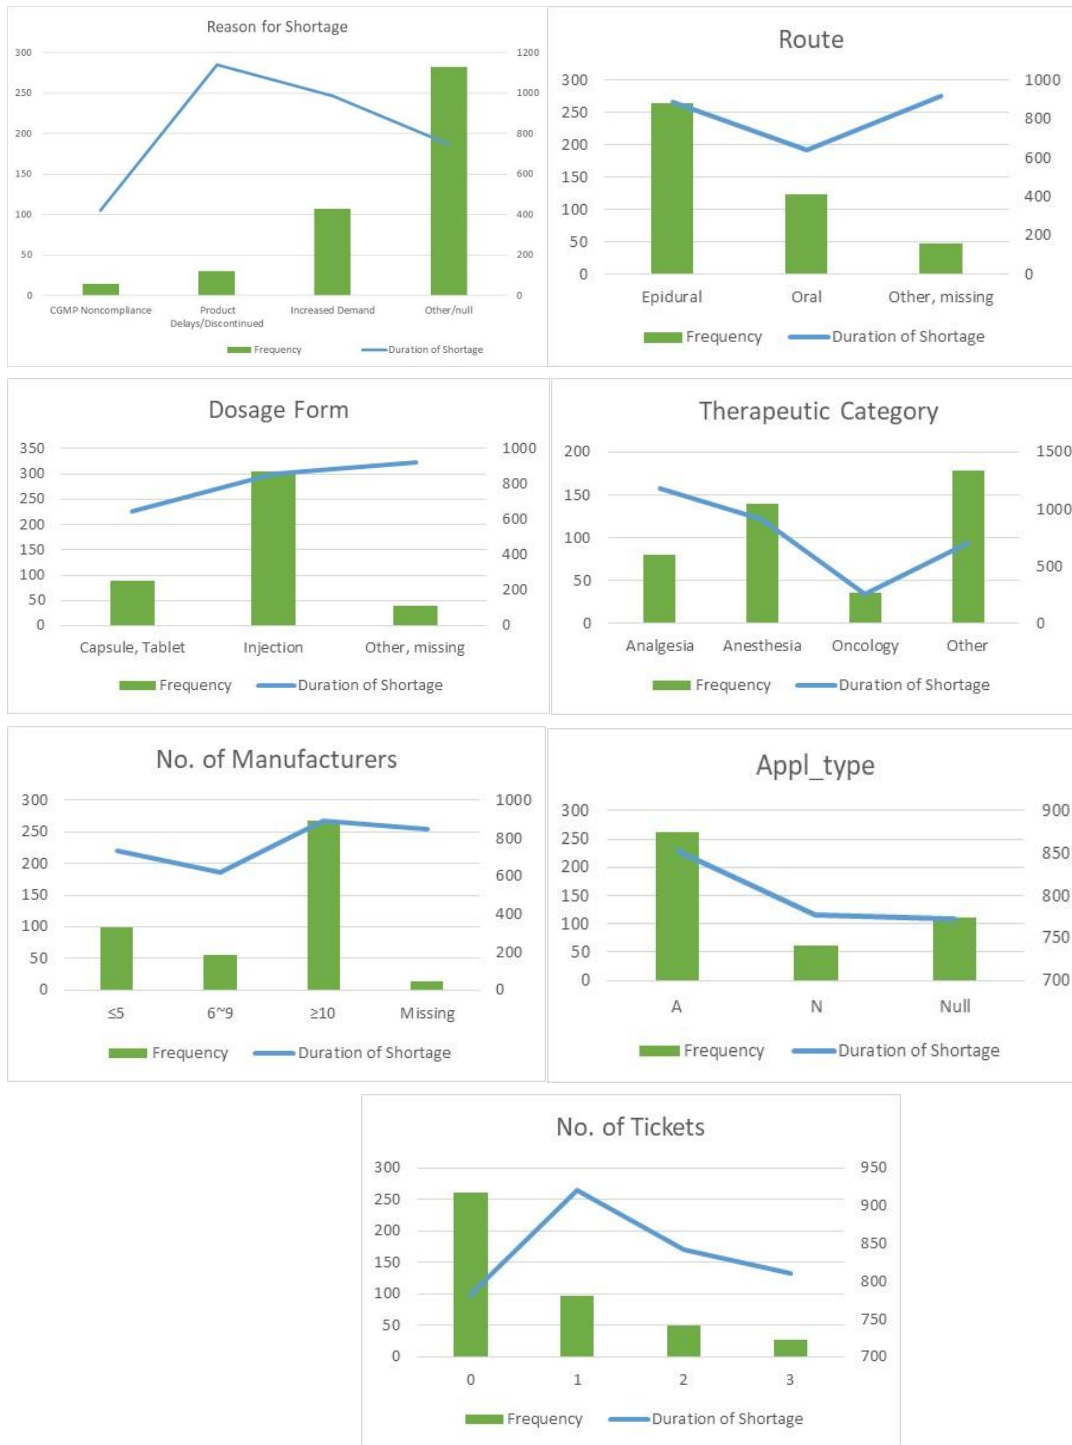 Reason for Shortage
300 1200
250 1000
200 800
150 600
100 400
50 200
0 0
CGMP Noncompliance Product Delays/Discontinued Increased Demand Other/null
Frequency Duration of Shortage
Route
300 1000
250 800
200 600
150 400
100 200
50 0
0
Epidural Oral Other, missing
Frequency Duration of Shortage
Dosage Form
350 1000
300 800
250 600
200 400
150 200
100 0
50
0
Capsule, Tablet Injection Other, missing
Frequency Duration of Shortage
Therapeutic Category
200 1500
150 1000
100 500
50 0
0
Analgesia Anesthesia Oncology Other
Frequency Duration of Shortage
No. of Manufacturers
300 1000
250 800
200 600
150 400
100 200
50 0
0
≤5 6~9 ≥10 Missing
Frequency Duration of Shortage
Appl_type
300 900
250 850
200 800
150 750
100 700
50
0
A N Null
Frequency Duration of Shortage
No. of Tickets
300 950
250 900
200 850
150 800
100 750
50 700
0
0 1 2 3
Frequency Duration of Shortage